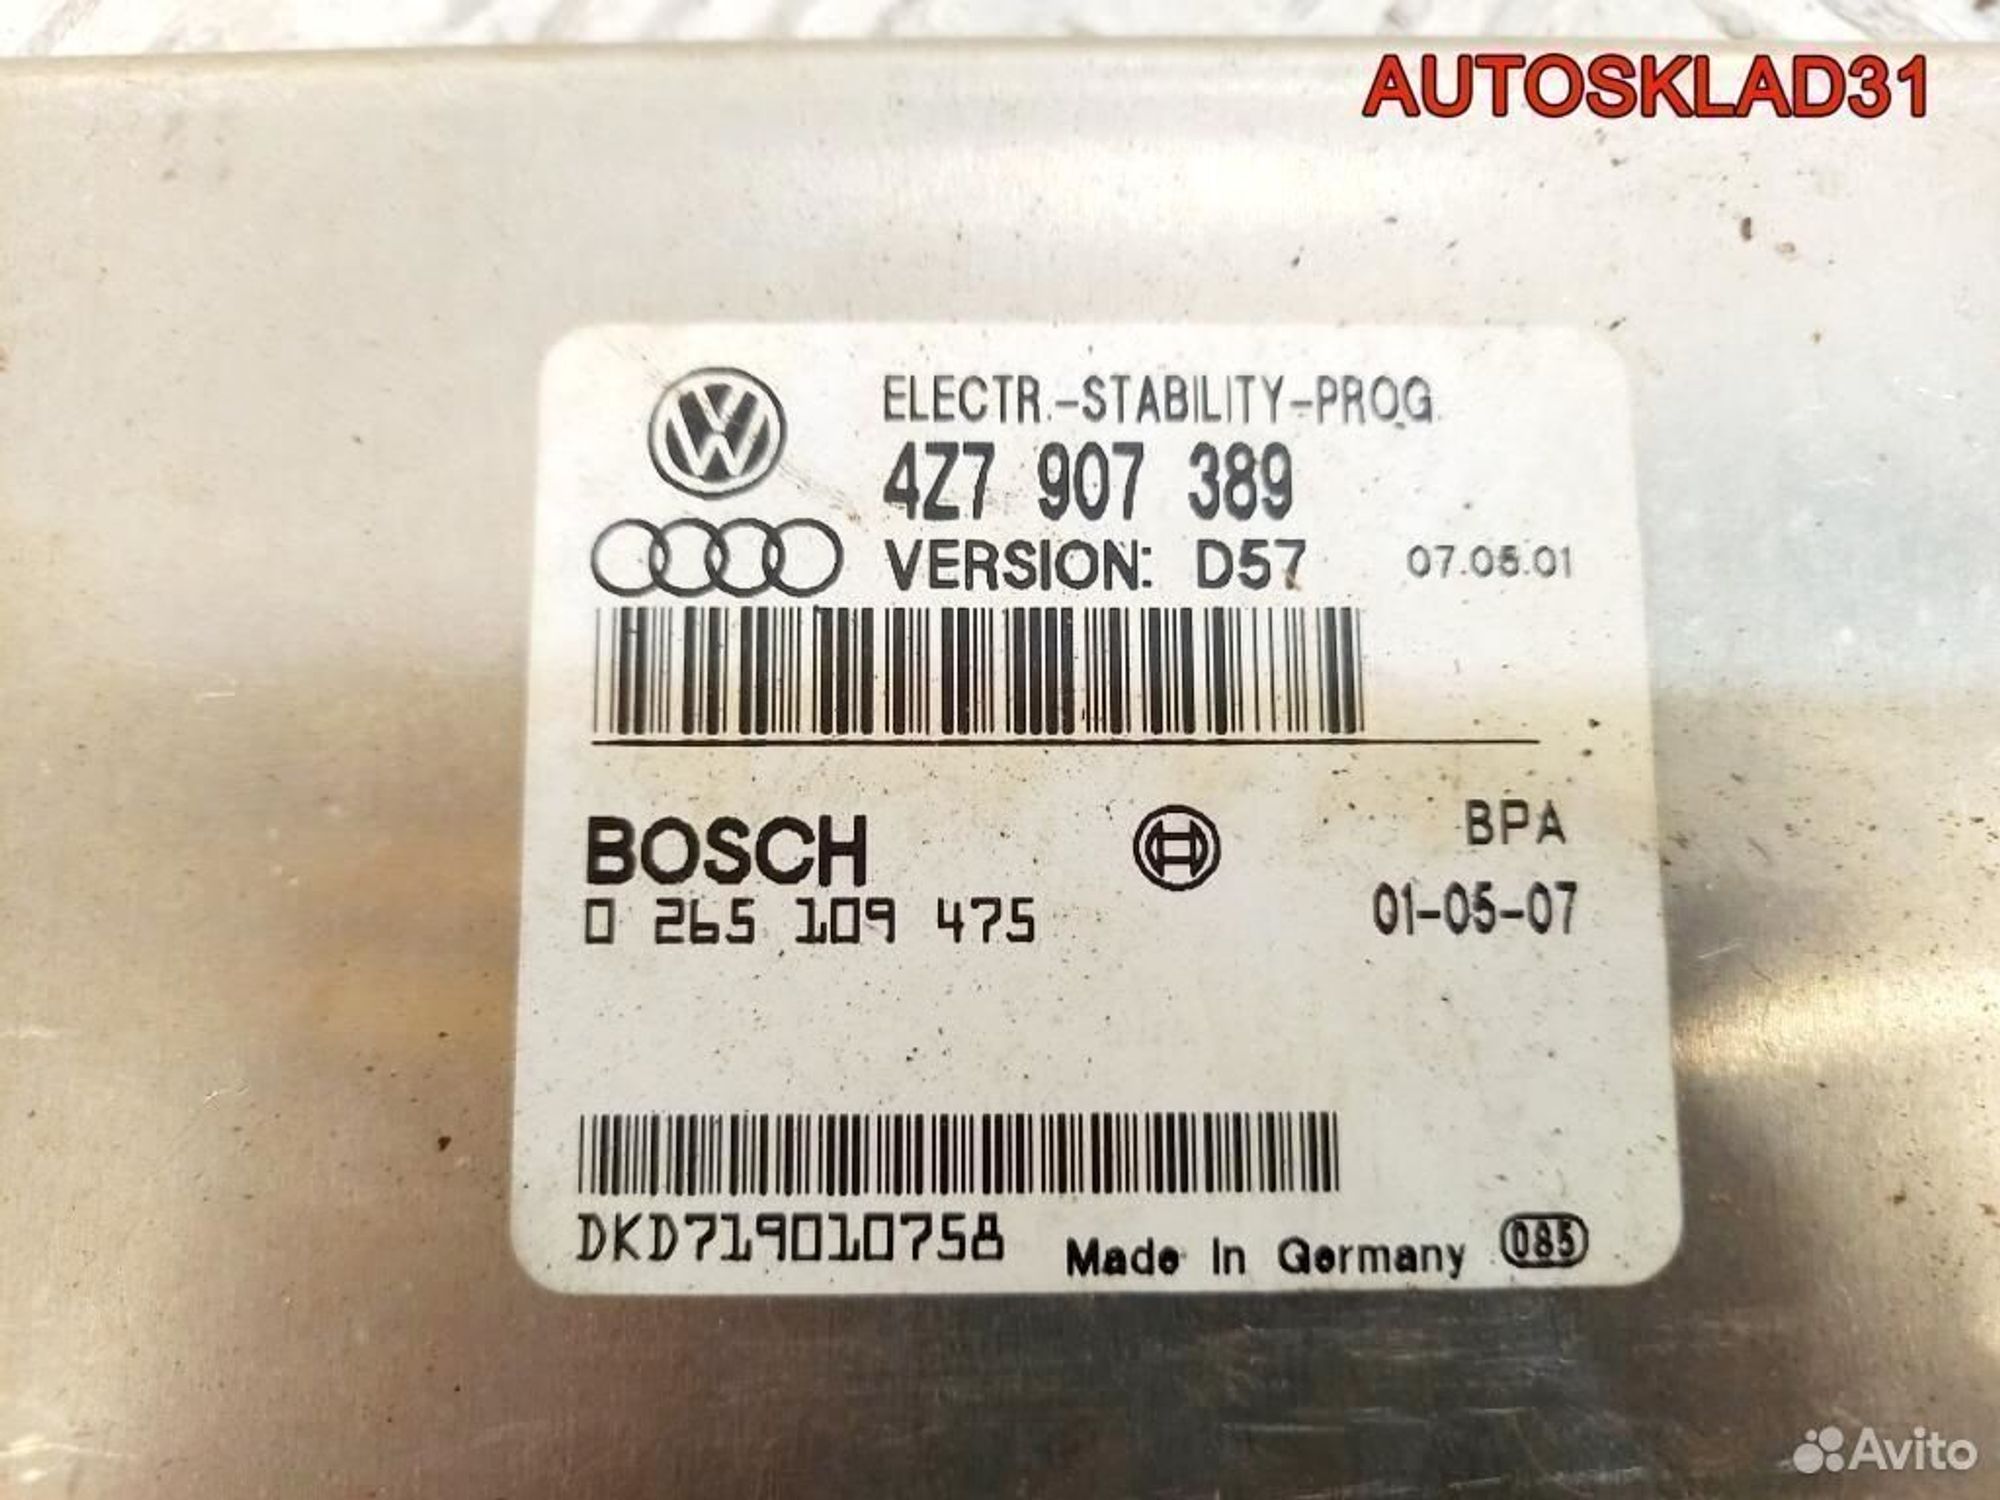 AUTOSKLAD31
ELECTR.-STABILITY-PROG.
4Z7 907 389
VERSION: D57 07.05.01
BOSCH
BPA
0 265 109 475
01-05-07
DKD719010758
Made In Germany 085
Avito